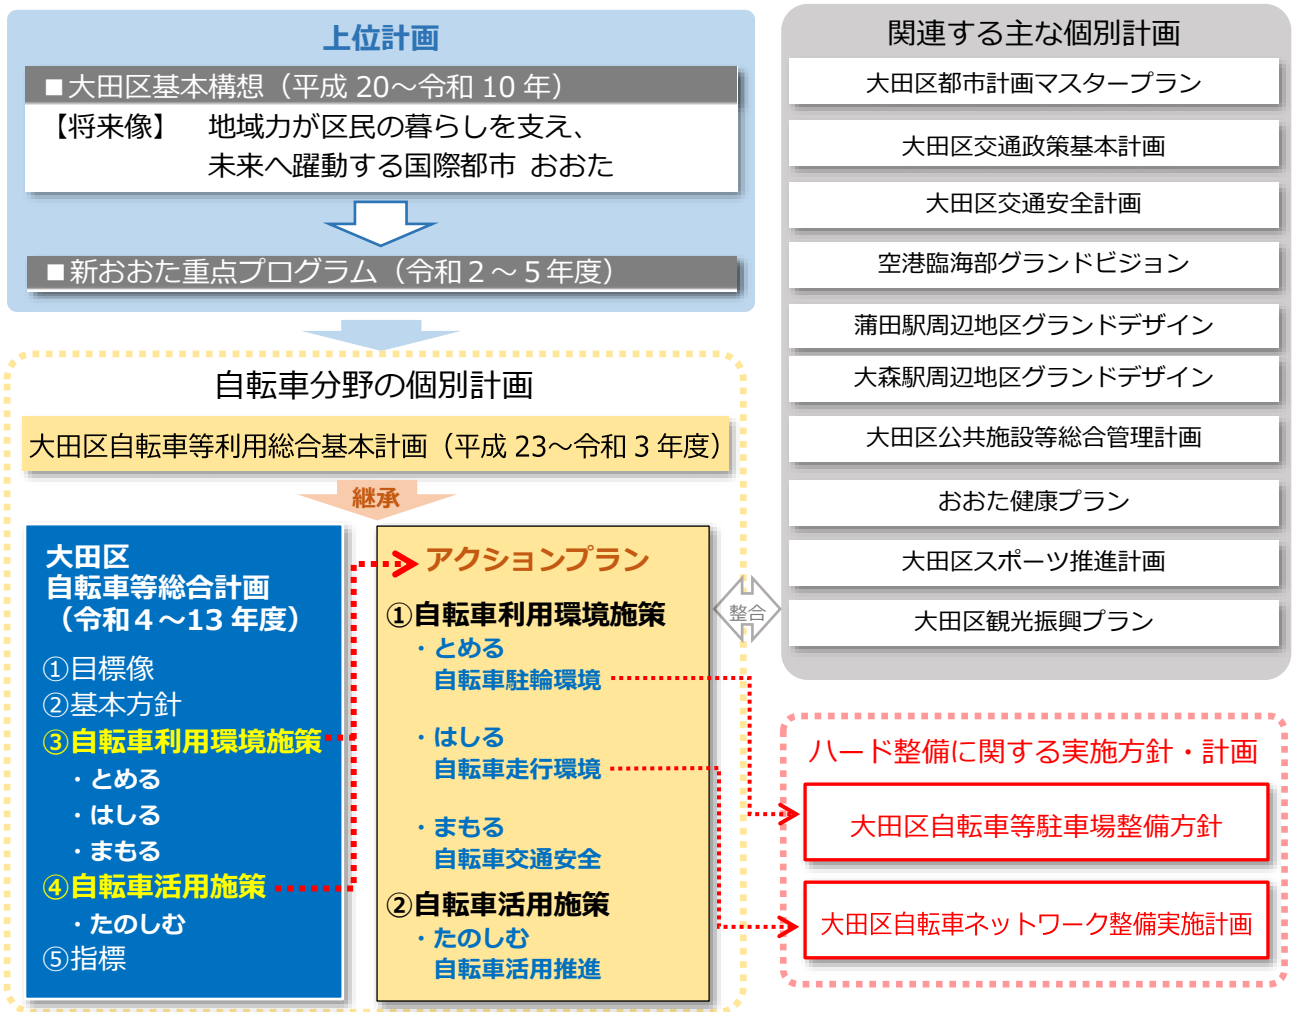 上位計画
■大田区基本構想（平成 20～令和 10 年）
【将来像】 地域力が区民の暮らしを支え、
未来へ躍動する国際都市 おおた
■新おおた重点プログラム（令和２～５年度）
自転車分野の個別計画
大田区自転車等利用総合基本計画（平成 23～令和 3 年度）
継承
大田区
自転車等総合計画
（令和４～13 年度）
①目標像
②基本方針
③自転車利用環境施策
・とめる
・はしる
・まもる
④自転車活用施策
・たのしむ
⑤指標
アクションプラン
①自転車利用環境施策
・とめる
自転車駐輪環境
・はしる
自転車走行環境
・まもる
自転車交通安全
②自転車活用施策
・たのしむ
自転車活用推進
整合
関連する主な個別計画
大田区都市計画マスタープラン
大田区交通政策基本計画
大田区交通安全計画
空港臨海部グランドビジョン
蒲田駅周辺地区グランドデザイン
大森駅周辺地区グランドデザイン
大田区公共施設等総合管理計画
おおた健康プラン
大田区スポーツ推進計画
大田区観光振興プラン
ハード整備に関する実施方針・計画
大田区自転車等駐車場整備方針
大田区自転車ネットワーク整備実施計画